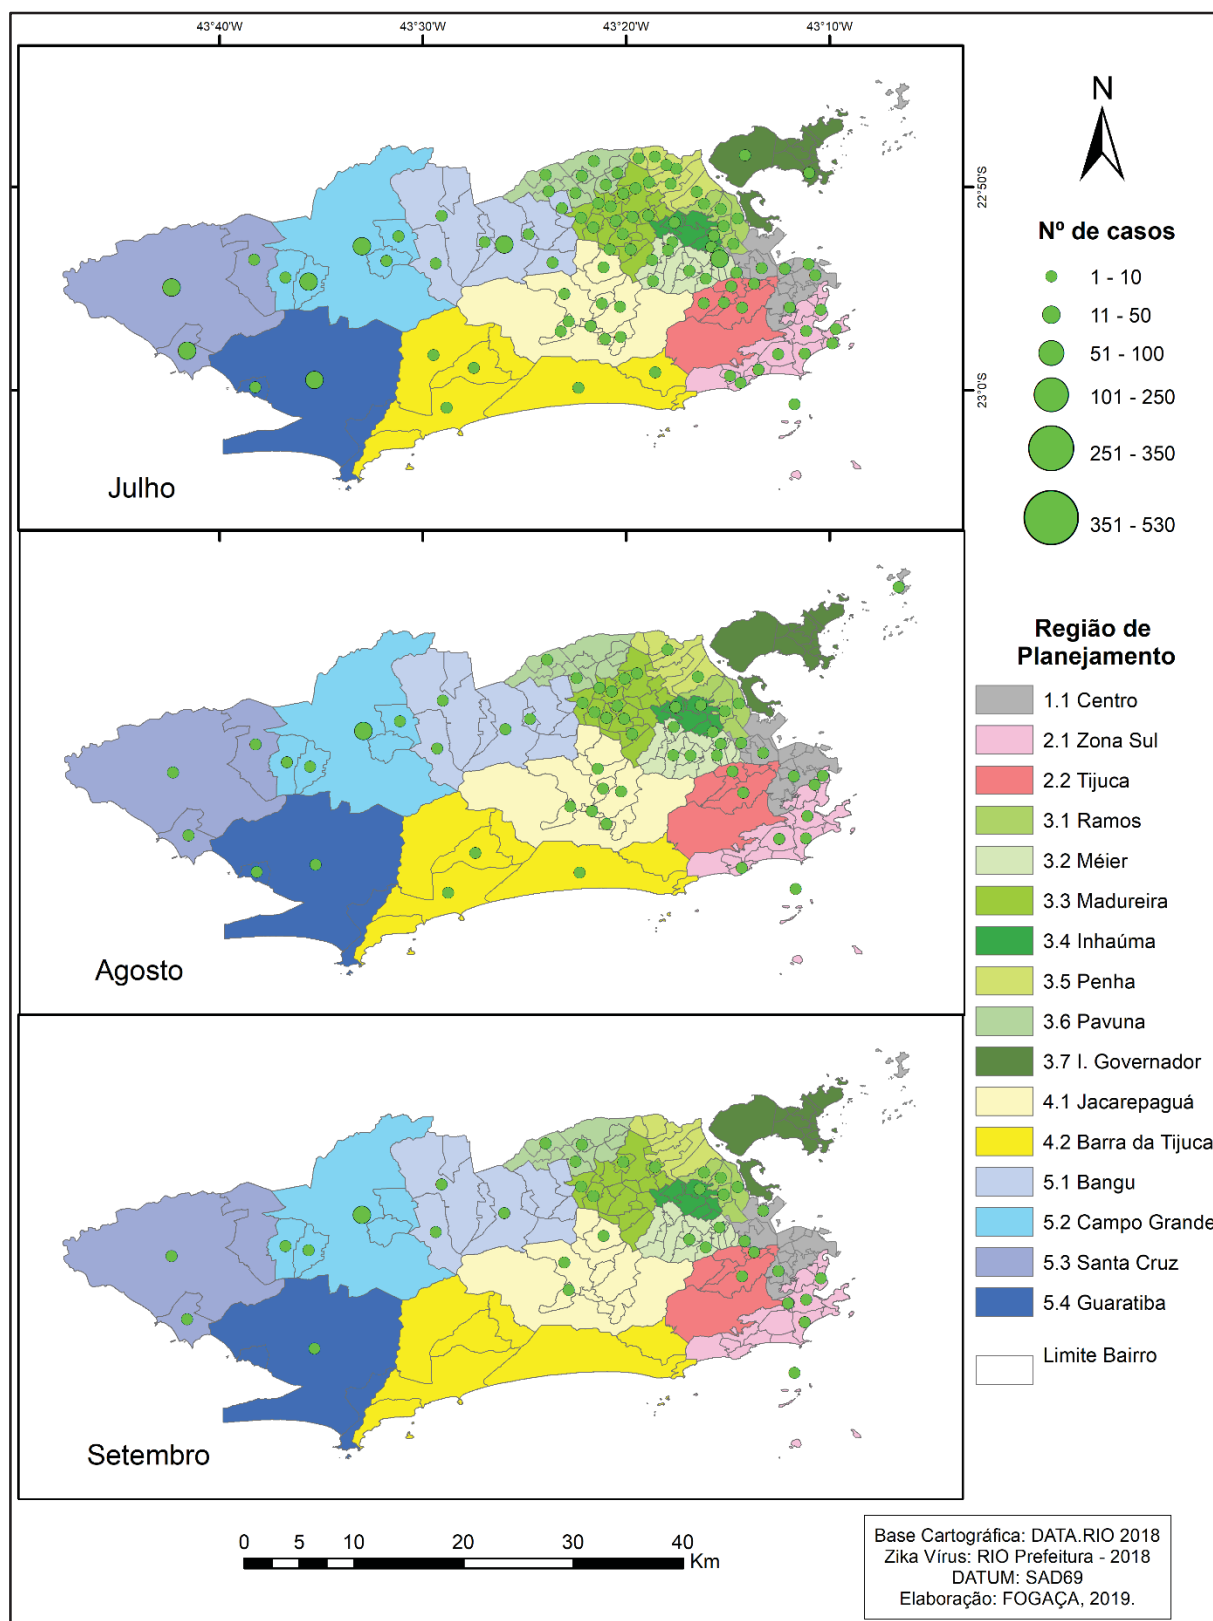 43°40'W
43°30'W
43°20'W
43°10'W
22°50'S
23°0'S
Julho
Agosto
Setembro
N
Nº de casos
1 - 10
11 - 50
51 - 100
101 - 250
251 - 350
351 - 530
Região de
Planejamento
1.1 Centro
2.1 Zona Sul
2.2 Tijuca
3.1 Ramos
3.2 Méier
3.3 Madureira
3.4 Inhaúma
3.5 Penha
3.6 Pavuna
3.7 I. Governador
4.1 Jacarepaguá
4.2 Barra da Tijuca
5.1 Bangu
5.2 Campo Grande
5.3 Santa Cruz
5.4 Guaratiba
Limite Bairro
0 5 10 20 30 40
Km
Base Cartográfica: DATA.RIO 2018
Zika Vírus: RIO Prefeitura - 2018
DATUM: SAD69
Elaboração: FOGAÇA, 2019.